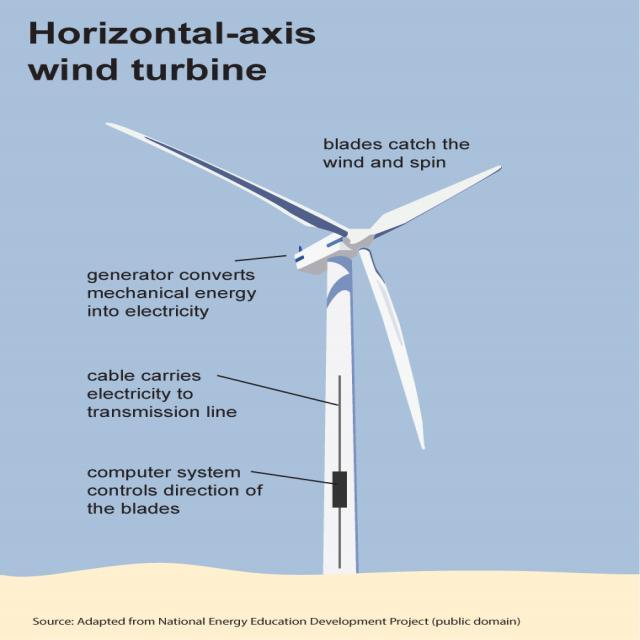 Horizontal-axis
wind turbine
blades catch the
wind and spin
generator converts
mechanical energy
into electricity
cable carries
electricity to
transmission line
computer system
controls direction of
the blades
Source: Adapted from National Energy Education Development Project (public domain)